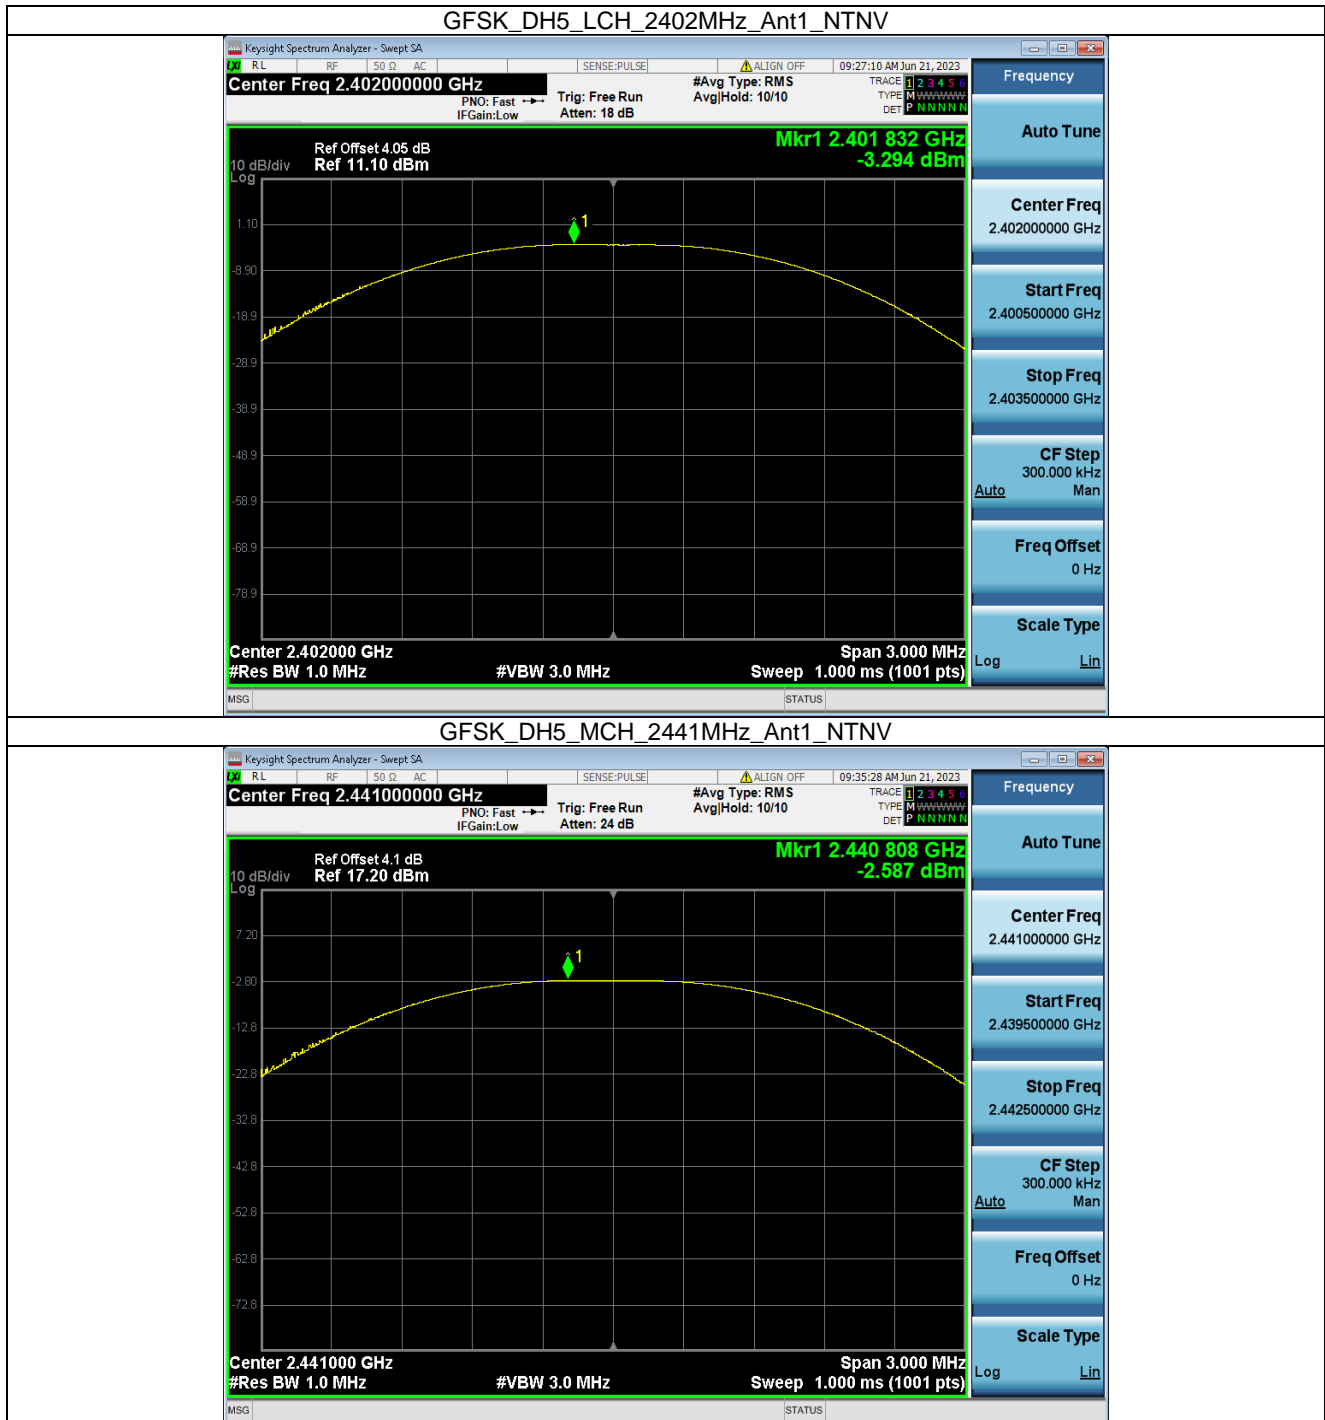 GFSK_DH5_LCH_2402MHz_Ant1_NTNV
Keysight Spectrum Analyzer - Swept SA
LXI RL RF 50 Ω AC SENSE:PULSE ALIGN OFF 09:27:10 AM Jun 21, 2023
Center Freq 2.402000000 GHz
PNO: Fast
IFGain:Low
Trig: Free Run
Atten: 18 dB
#Avg Type: RMS
Avg|Hold: 10/10
TRACE 1 2 3 4 5 6
TYPE M WWWWW
DET P N N N N N
Frequency
Mkr1 2.401 832 GHz
-3.294 dBm
Ref Offset 4.05 dB
10 dB/div Ref 11.10 dBm
Log
1
1.10
-8.90
-18.9
-28.9
-38.9
-48.9
-58.9
-68.9
-78.9
Center 2.402000 GHz Span 3.000 MHz
#Res BW 1.0 MHz #VBW 3.0 MHz Sweep 1.000 ms (1001 pts)
MSG STATUS
Auto Tune
Center Freq
2.402000000 GHz
Start Freq
2.400500000 GHz
Stop Freq
2.403500000 GHz
CF Step
300.000 kHz
Auto Man
Freq Offset
0 Hz
Scale Type
Log Lin
GFSK_DH5_MCH_2441MHz_Ant1_NTNV
Keysight Spectrum Analyzer - Swept SA
LXI RL RF 50 Ω AC SENSE:PULSE ALIGN OFF 09:35:28 AM Jun 21, 2023
Center Freq 2.441000000 GHz
PNO: Fast
IFGain:Low
Trig: Free Run
Atten: 24 dB
#Avg Type: RMS
Avg|Hold: 10/10
TRACE 1 2 3 4 5 6
TYPE M WWWWW
DET P N N N N N
Frequency
Mkr1 2.440 808 GHz
-2.587 dBm
Ref Offset 4.1 dB
10 dB/div Ref 17.20 dBm
Log
1
7.20
-2.80
-12.8
-22.8
-32.8
-42.8
-52.8
-62.8
-72.8
Center 2.441000 GHz Span 3.000 MHz
#Res BW 1.0 MHz #VBW 3.0 MHz Sweep 1.000 ms (1001 pts)
MSG STATUS
Auto Tune
Center Freq
2.441000000 GHz
Start Freq
2.439500000 GHz
Stop Freq
2.442500000 GHz
CF Step
300.000 kHz
Auto Man
Freq Offset
0 Hz
Scale Type
Log Lin